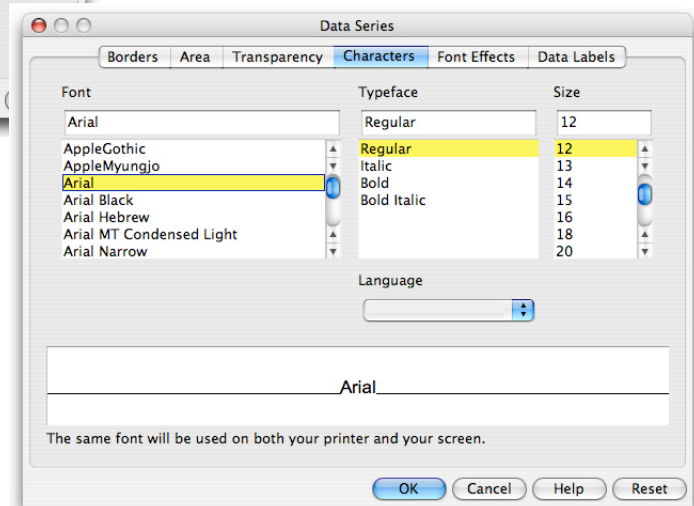 Data Series
Borders Area Transparency Characters Font Effects Data Labels
Font Typeface Size
Arial Regular 12
AppleGothic Regular 12
AppleMyungjo Italic 13
Arial Bold 14
Arial Black Bold Italic 15
Arial Hebrew 16
Arial MT Condensed Light 18
Arial Narrow 20
Language
Arial
The same font will be used on both your printer and your screen.
OK Cancel Help Reset